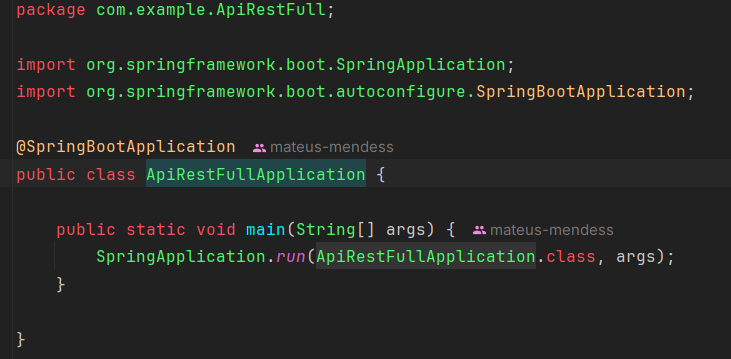 package com.example.ApiRestFull;
import org.springframework.boot.SpringApplication;
import org.springframework.boot.autoconfigure.SpringBootApplication;
@SpringBootApplication mateus-mendess
public class ApiRestFullApplication {
public static void main(String[] args) { mateus-mendess
SpringApplication.run(ApiRestFullApplication.class, args);
}
}